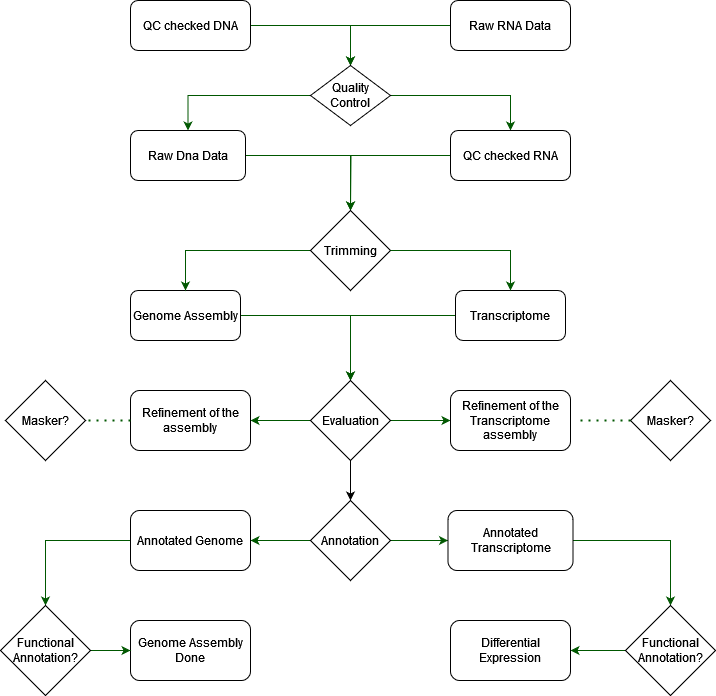 QC checked DNA
Raw RNA Data
Quality
Control
Raw Dna Data
QC checked RNA
Trimming
Genome Assembly
Transcriptome
Masker?
Refinement of the
assembly
Evaluation
Refinement of the
Transcriptome
assembly
Masker?
Annotated Genome
Annotation
Annotated
Transcriptome
Functional
Annotation?
Genome Assembly
Done
Differential
Expression
Functional
Annotation?